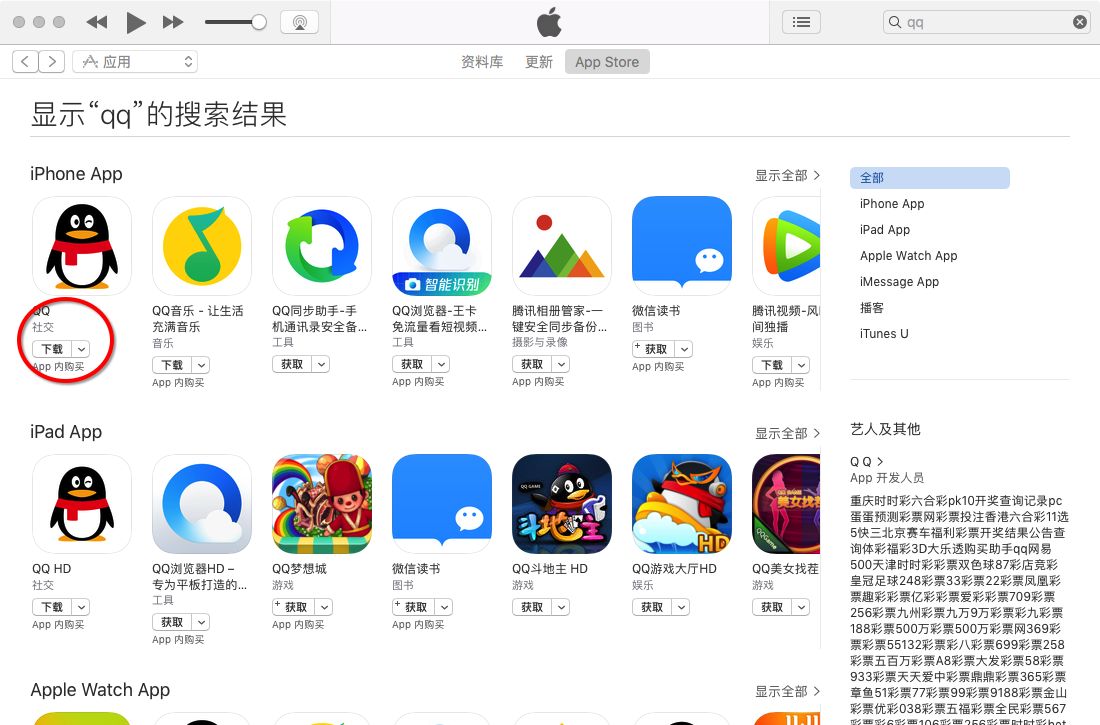 qq
应用
资料库 更新 App Store
显示“qq”的搜索结果
iPhone App
显示全部
智能识别
QQ
社交
下载
App 内购买
QQ音乐 - 让生活
充满音乐
音乐
下载
App 内购买
QQ同步助手-手
机通讯录安全备...
工具
获取
QQ浏览器-王卡
免流量看短视频...
工具
获取
App 内购买
腾讯相册管家-一
键安全同步备份...
摄影与录像
获取
App 内购买
微信读书
图书
+ 获取
App 内购买
腾讯视频-风
间独播
娱乐
下载
App 内购买
iPad App
显示全部
QQ HD
社交
下载
App 内购买
QQ浏览器HD –
专为平板打造的...
工具
获取
App 内购买
QQ梦想城
游戏
+ 获取
App 内购买
微信读书
图书
+ 获取
App 内购买
QQ GAME
斗地主
QQ斗地主 HD
游戏
获取
HD
QQ游戏大厅HD
娱乐
获取
美女找茬
QQGame
QQ美女找茬
游戏
获取
Apple Watch App
显示全部
全部
iPhone App
iPad App
Apple Watch App
iMessage App
播客
iTunes U
艺人及其他
Q Q
App 开发人员
重庆时时彩六合彩pk10开奖查询记录pc
蛋蛋预测彩票网彩票投注香港六合彩11选
5快三北京赛车福利彩票开奖结果公告查
询体彩福彩3D大乐透购买助手qq网易
500天津时时彩彩票双色球87彩店竞彩
皇冠足球248彩票33彩票22彩票凤凰彩
票趣彩彩票亿彩彩票爱彩彩票709彩票
256彩票九州彩票九万9万彩票彩九彩票
188彩票500万彩票500万彩票网369彩
票彩票55132彩票彩八彩票699彩票258
彩票五百万彩票A8彩票大发彩票58彩票
933彩票天天爱中彩票鼎鼎彩票365彩票
章鱼51彩票77彩票99彩票9188彩票金山
彩票优彩038彩票五福彩票全民彩票567